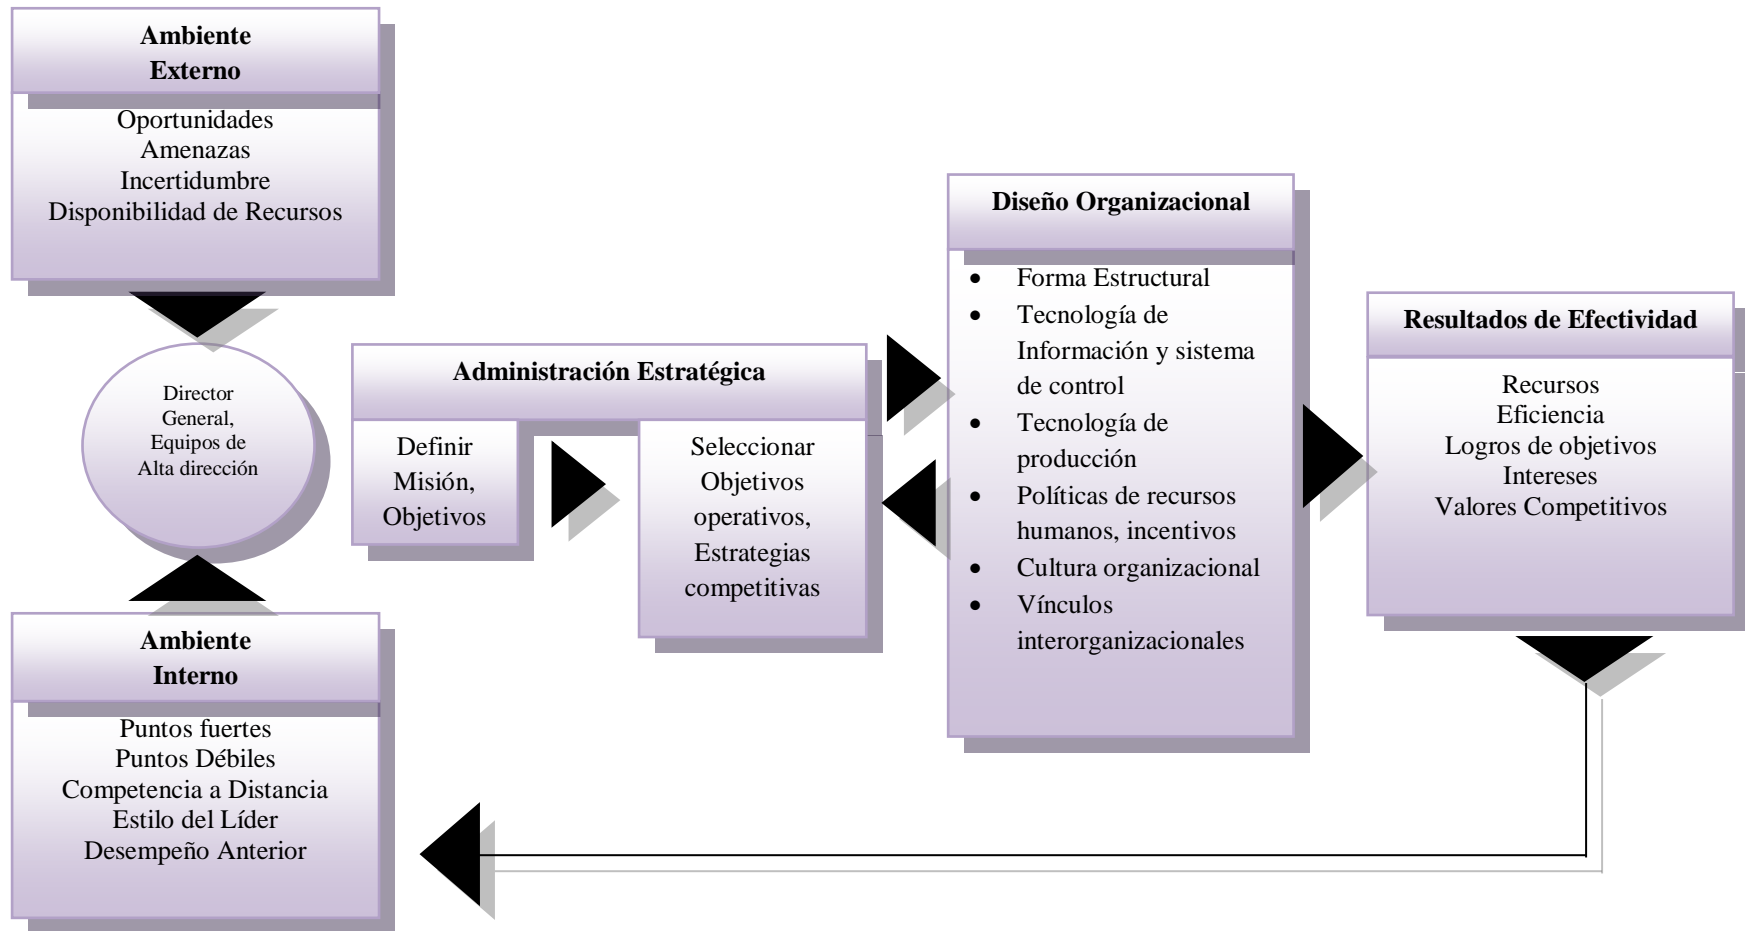 Ambiente
Externo
Oportunidades
Amenazas
Incertidumbre
Disponibilidad de Recursos
Director
General,
Equipos de
Alta dirección
Ambiente
Interno
Puntos fuertes
Puntos Débiles
Competencia a Distancia
Estilo del Líder
Desempeño Anterior
Administración Estratégica
Definir
Misión,
Objetivos
Seleccionar
Objetivos
operativos,
Estrategias
competitivas
Diseño Organizacional
• Forma Estructural
• Tecnología de
Información y sistema
de control
• Tecnología de
producción
• Políticas de recursos
humanos, incentivos
• Cultura organizacional
• Vínculos
interorganizacionales
Resultados de Efectividad
Recursos
Eficiencia
Logros de objetivos
Intereses
Valores Competitivos